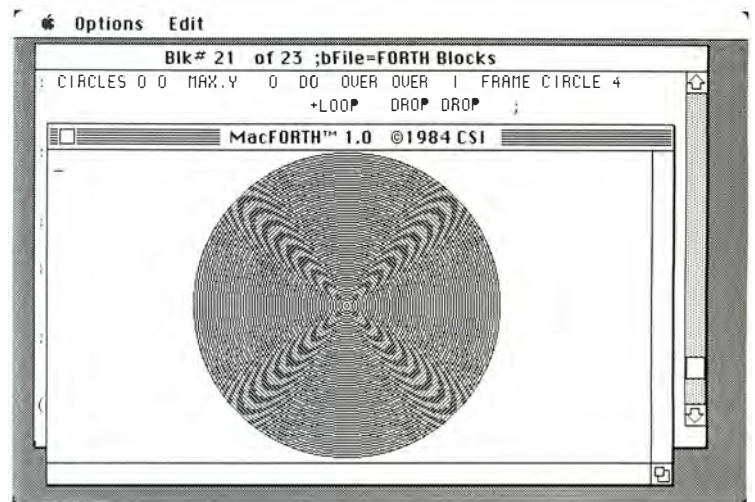 Options Edit
Blk# 21 of 23 ;bFile=FORTH Blocks
: CIRCLES 0 0 MAX.Y 0 DO OVER OVER I FRAME CIRCLE 4
+LOOP DROP DROP ;
MacFORTH™ 1.0 ©1984 CSI